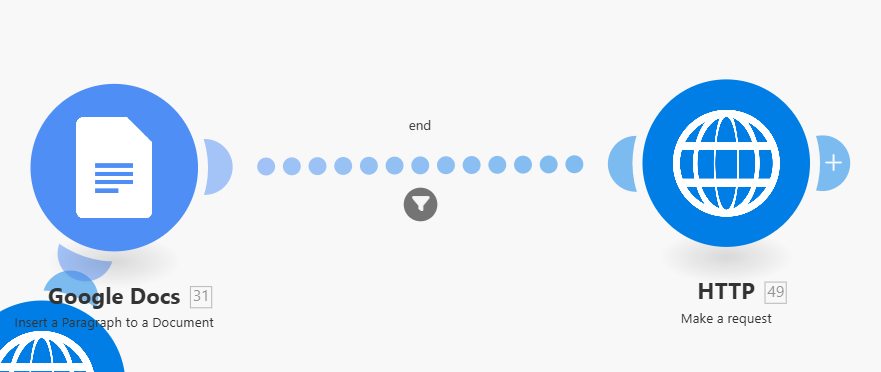 end
Google Docs 31
Insert a Paragraph to a Document
HTTP 49
Make a request